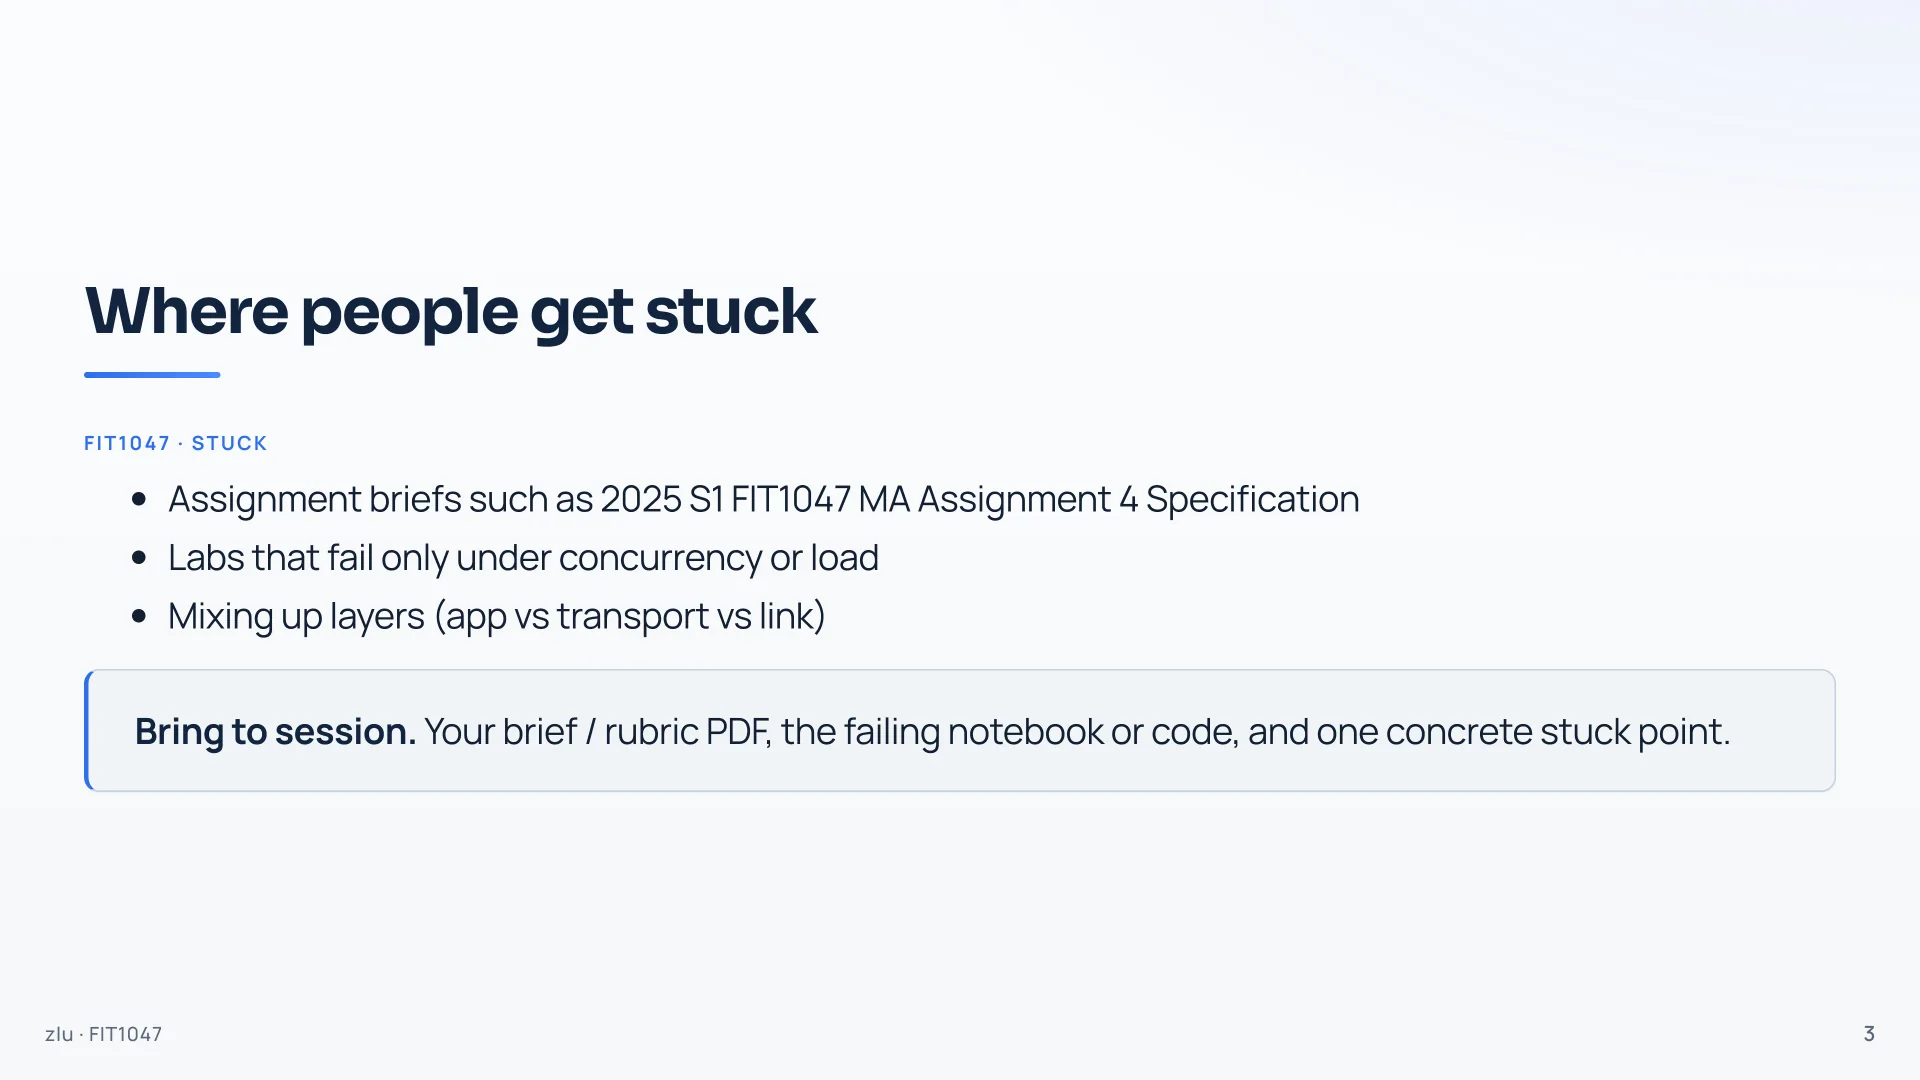 Where people get stuck
FIT1047 · STUCK
• Assignment briefs such as 2025 S1 FIT1047 MA Assignment 4 Specification
• Labs that fail only under concurrency or load
• Mixing up layers (app vs transport vs link)
Bring to session. Your brief / rubric PDF, the failing notebook or code, and one concrete stuck point.
zlu · FIT1047
3